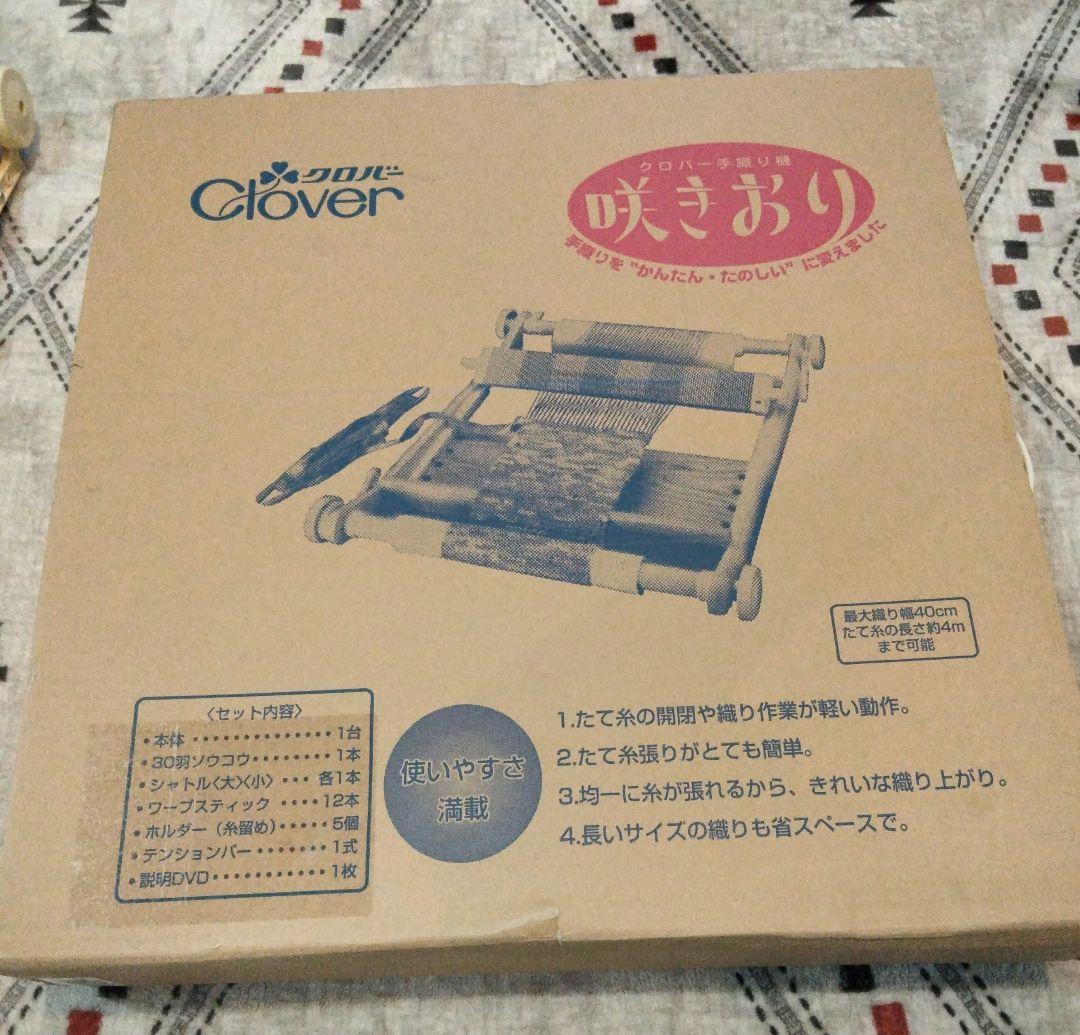 クロバー
Clover
クロバー手織り機
咲きおり
手織りを"かんたん・たのしい"に変えました
最大織り幅40cm
たて糸の長さ約4m
まで可能
〈セット内容〉
・本体・・・・・・・・・・・・・・1台
・30羽ソウコウ・・・・・・・・1本
・シャトル〈大〉〈小〉・・・各1本
・ワープスティック・・・・12本
・ホルダー（糸留め）・・・・・5個
・テンションバー・・・・・・・1式
・説明DVD・・・・・・・・・・・1枚
使いやすさ
満載
1.たて糸の開閉や織り作業が軽い動作。
2.たて糸張りがとても簡単。
3.均一に糸が張れるから、きれいな織り上がり。
4.長いサイズの織りも省スペースで。